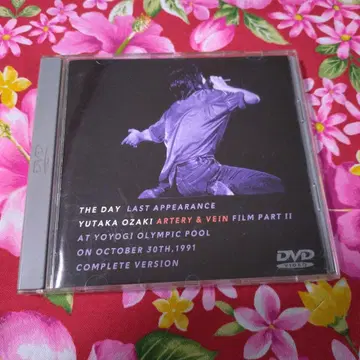 THE DAY LAST APPEARANCE
YUTAKA OZAKI ARTERY & VEIN FILM PART II
AT YOYOGI OLYMPIC POOL
ON OCTOBER 30TH,1991
COMPLETE VERSION
DVD
VIDEO